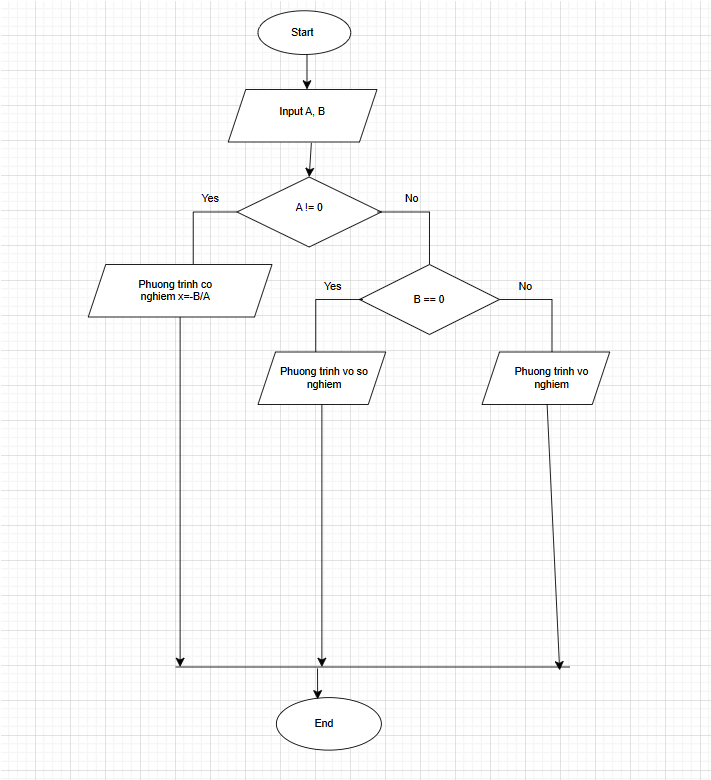 Start
Input A, B
A != 0
Yes
No
Phuong trinh co
nghiem x=-B/A
B == 0
Yes
No
Phuong trinh vo so
nghiem
Phuong trinh vo
nghiem
End